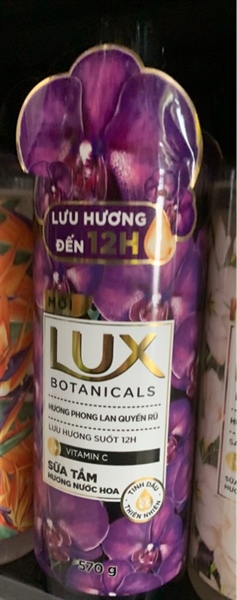 LƯU HƯƠNG
ĐẾN 12H
MỚI
LUX
BOTANICALS
HƯƠNG PHONG LAN QUYẾN RŨ
LƯU HƯƠNG SUỐT 12H
VITAMIN C
SỮA TẮM
HƯƠNG NƯỚC HOA
TINH DẦU
THIÊN NHIÊN
570 g